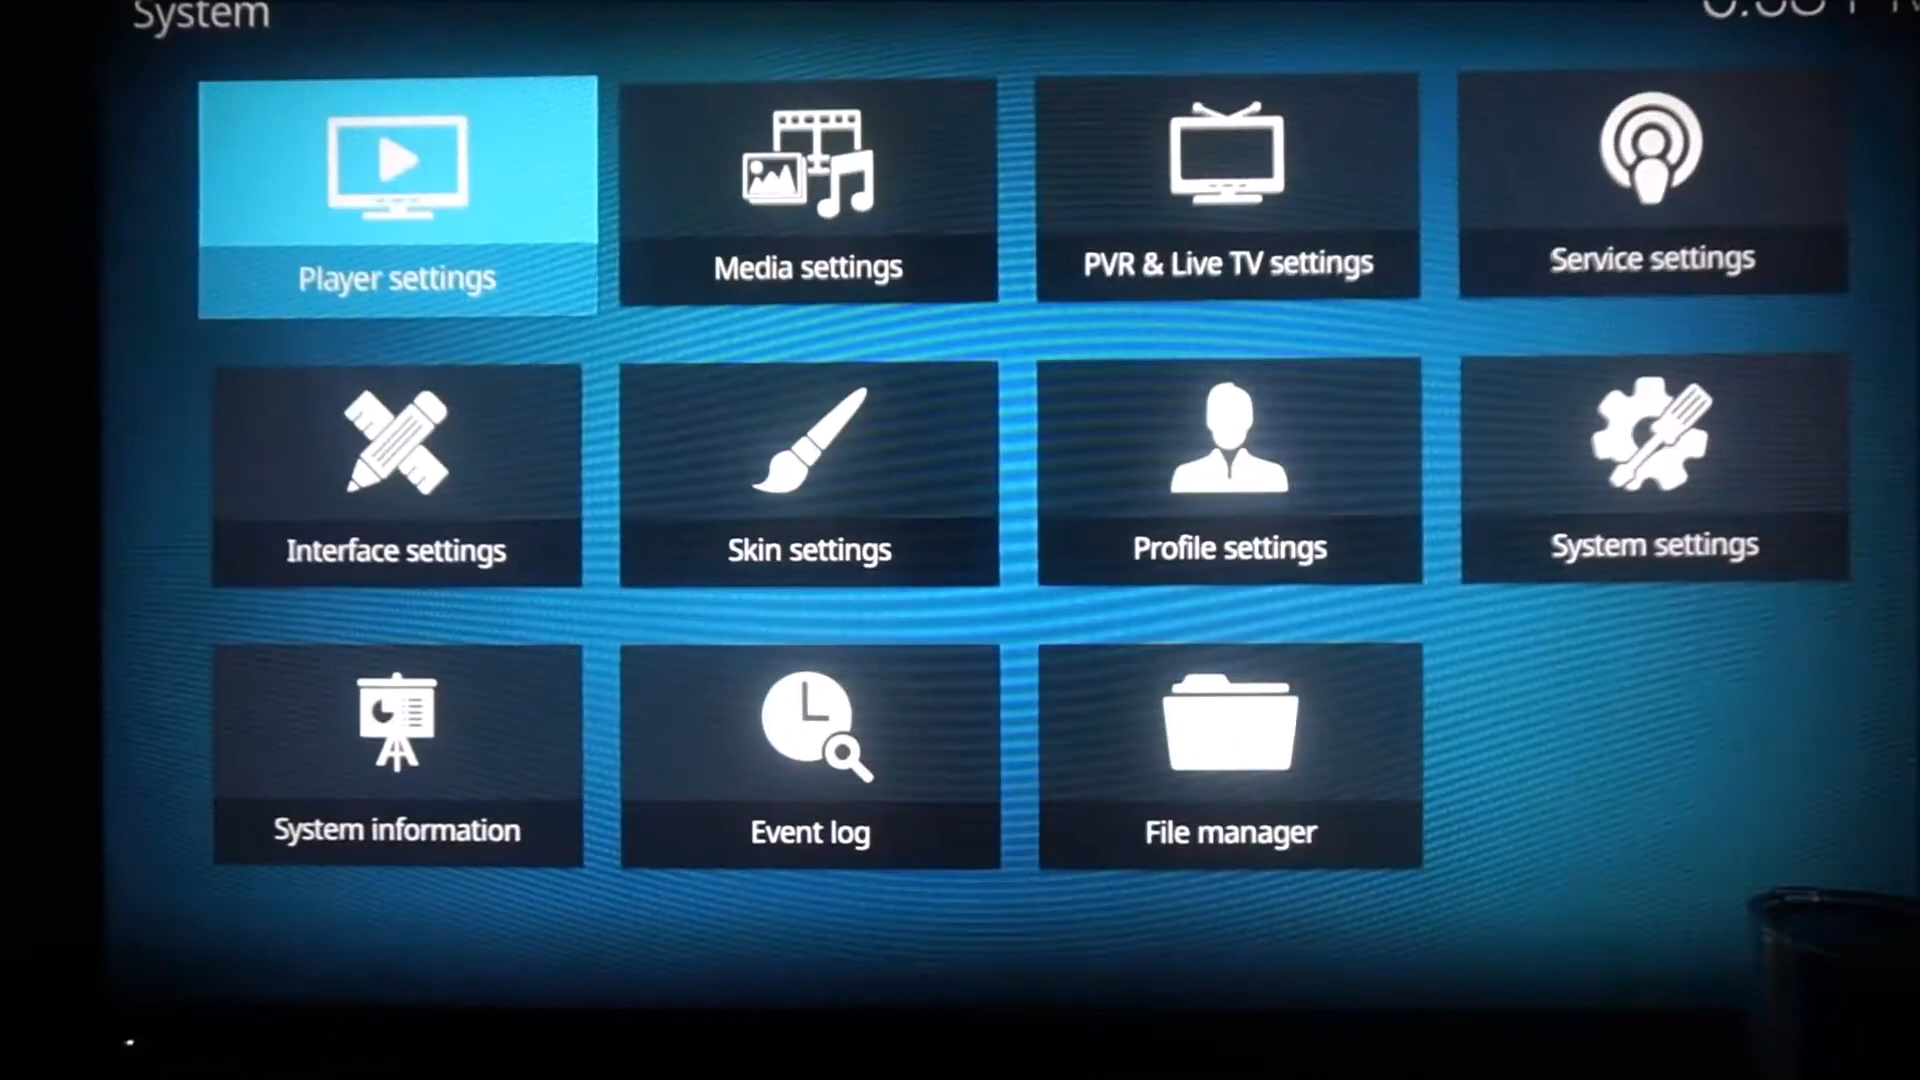 System
Player settings
Media settings
PVR & Live TV settings
Service settings
Interface settings
Skin settings
Profile settings
System settings
System information
Event log
File manager